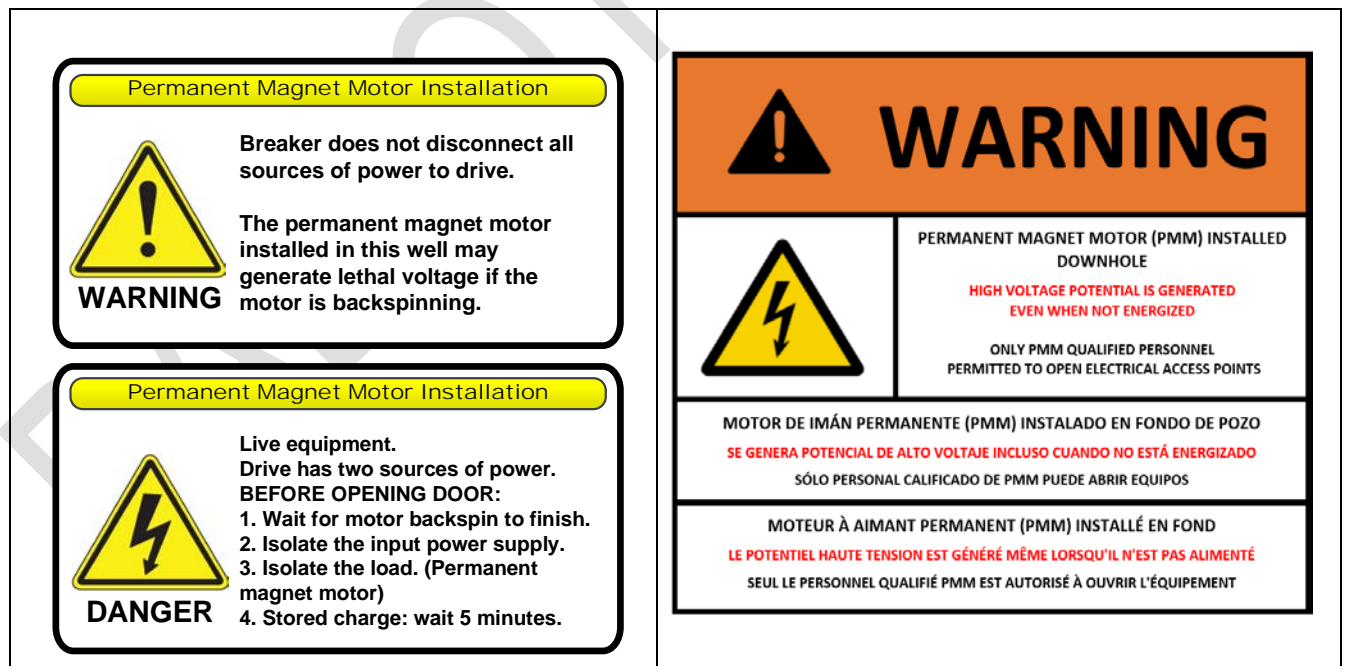 Permanent Magnet Motor Installation
Breaker does not disconnect all
sources of power to drive.
The permanent magnet motor
installed in this well may
generate lethal voltage if the
motor is backspinning.
WARNING
Permanent Magnet Motor Installation
Live equipment.
Drive has two sources of power.
BEFORE OPENING DOOR:
1. Wait for motor backspin to finish.
2. Isolate the input power supply.
3. Isolate the load. (Permanent
magnet motor)
4. Stored charge: wait 5 minutes.
DANGER
WARNING
PERMANENT MAGNET MOTOR (PMM) INSTALLED
DOWNHOLE
HIGH VOLTAGE POTENTIAL IS GENERATED
EVEN WHEN NOT ENERGIZED
ONLY PMM QUALIFIED PERSONNEL
PERMITTED TO OPEN ELECTRICAL ACCESS POINTS
MOTOR DE IMÁN PERMANENTE (PMM) INSTALADO EN FONDO DE POZO
SE GENERA POTENCIAL DE ALTO VOLTAJE INCLUSO CUANDO NO ESTÁ ENERGIZADO
SÓLO PERSONAL CALIFICADO DE PMM PUEDE ABRIR EQUIPOS
MOTEUR À AIMANT PERMANENT (PMM) INSTALLÉ EN FOND
LE POTENTIEL HAUTE TENSION EST GÉNÉRÉ MÊME LORSQU'IL N'EST PAS ALIMENTÉ
SEUL LE PERSONNEL QUALIFIÉ PMM EST AUTORISÉ À OUVRIR L'ÉQUIPEMENT